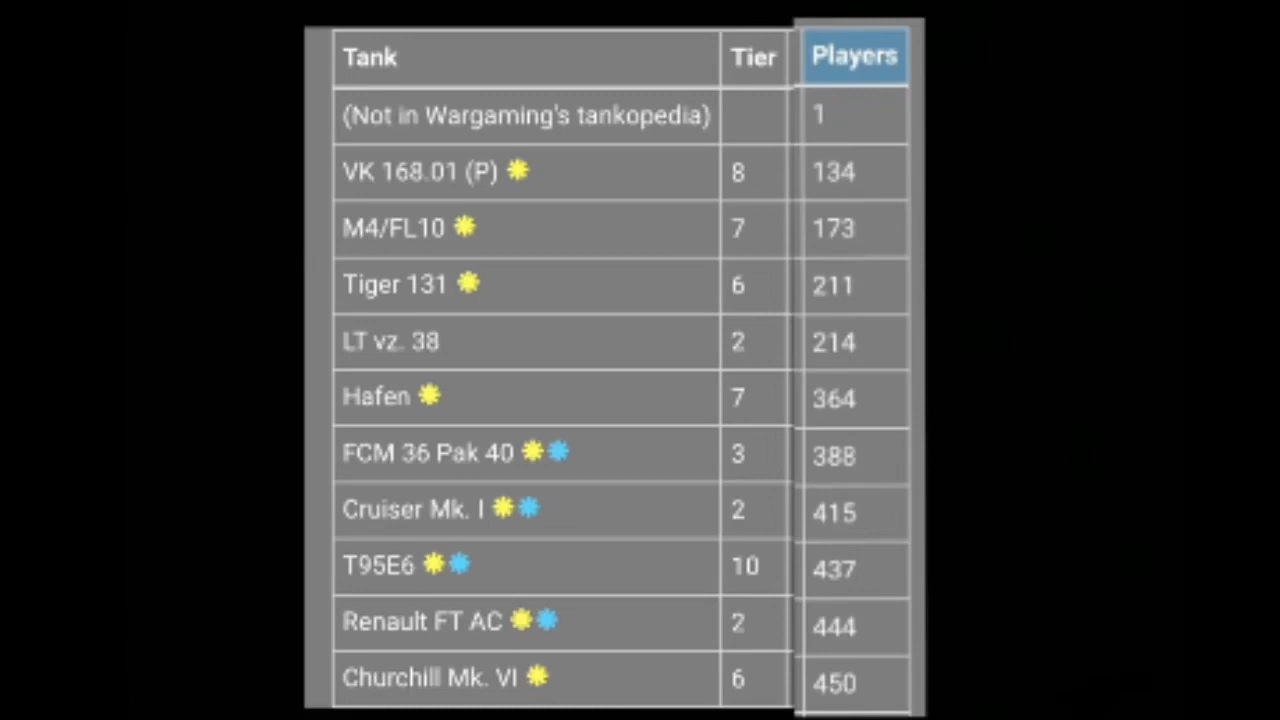 Tank Tier Players
(Not in Wargaming's tankopedia) 1
VK 168.01 (P) 8 134
M4/FL10 7 173
Tiger 131 6 211
LT vz. 38 2 214
Hafen 7 364
FCM 36 Pak 40 3 388
Cruiser Mk. I 2 415
T95E6 10 437
Renault FT AC 2 444
Churchill Mk. VI 6 450